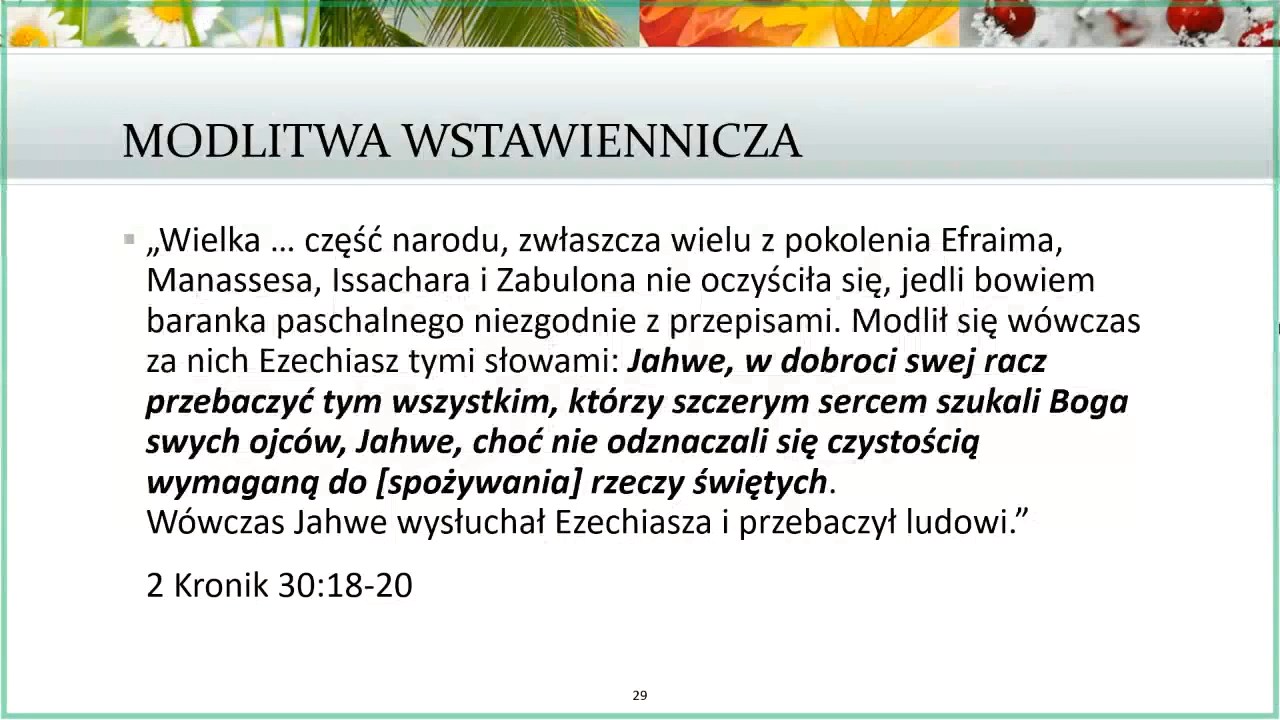 MODLITWA WSTAWIENNICZA
„Wielka ... część narodu, zwłaszcza wielu z pokolenia Efraima,
Manassesa, Issachara i Zabulona nie oczyściła się, jedli bowiem
baranka paschalnego niezgodnie z przepisami. Modlił się wówczas
za nich Ezechiasz tymi słowami: Jahwe, w dobroci swej racz
przebaczyć tym wszystkim, którzy szczerym sercem szukali Boga
swych ojców, Jahwe, choć nie odznaczali się czystością
wymaganą do [spożywania] rzeczy świętych.
Wówczas Jahwe wysłuchał Ezechiasza i przebaczył ludowi.”
2 Kronik 30:18-20
29